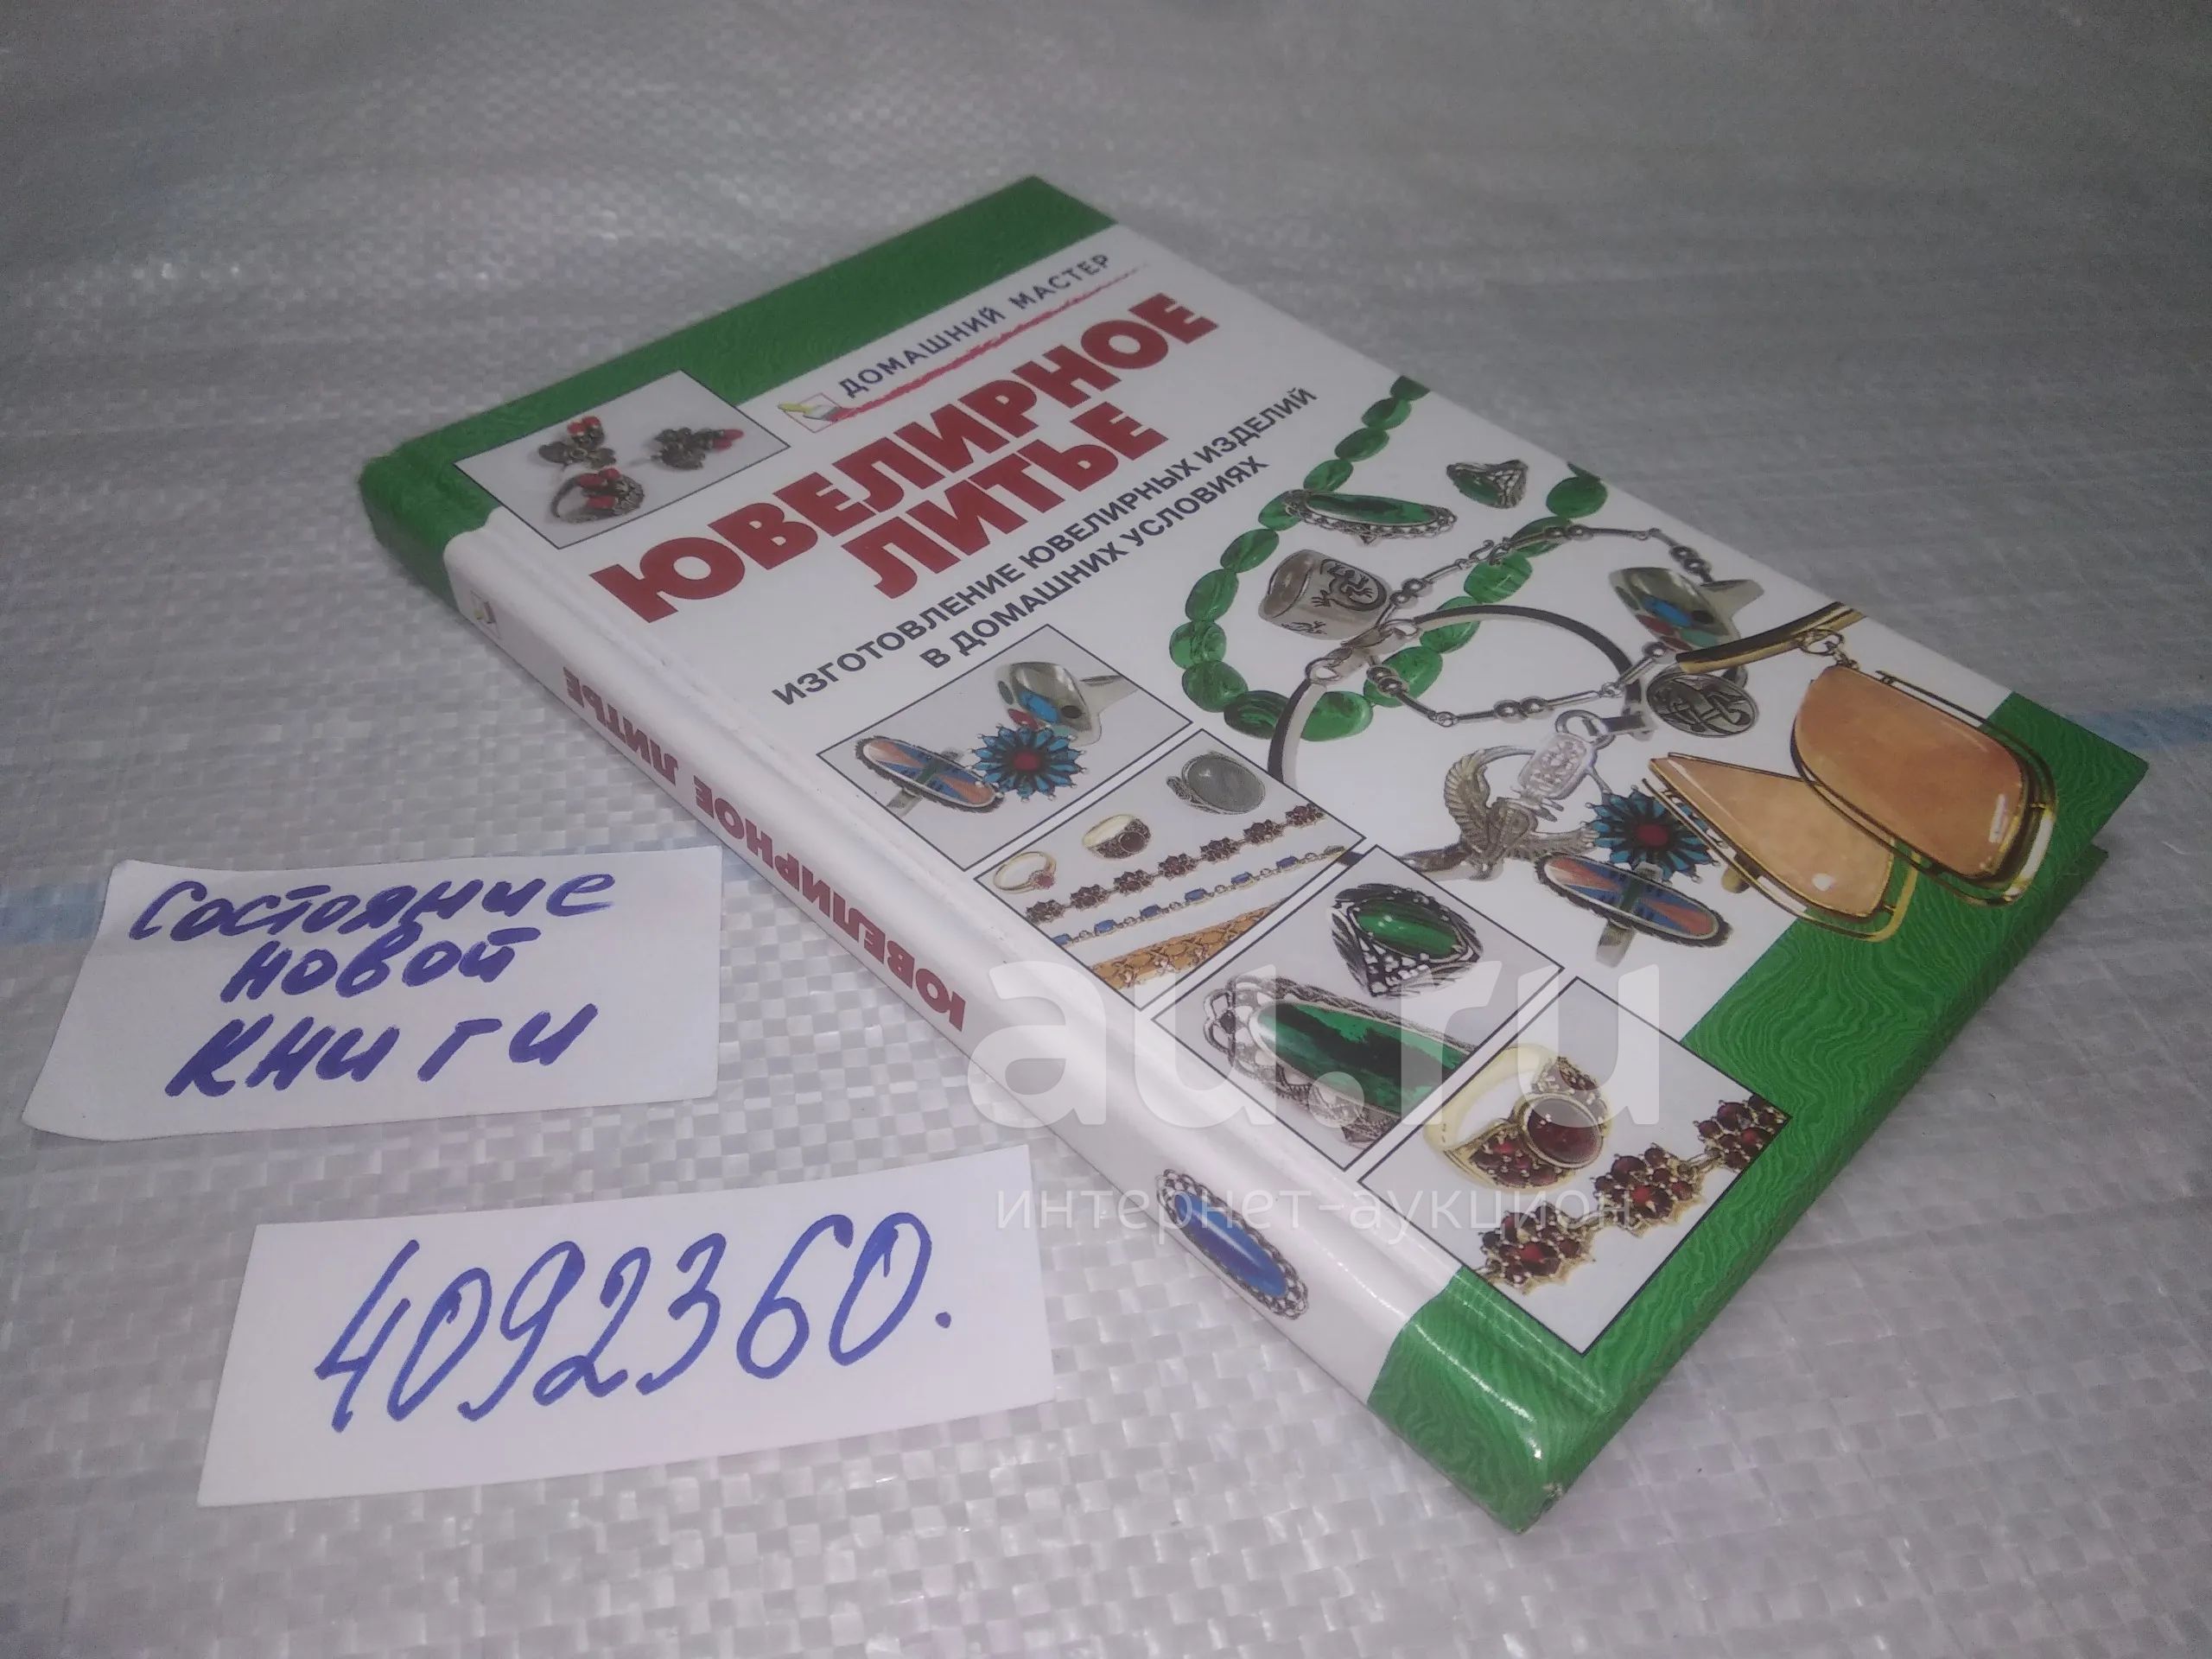 ДОМАШНИЙ МАСТЕР
ЮВЕЛИРНОЕ
ЛИТЬЕ
ИЗГОТОВЛЕНИЕ ЮВЕЛИРНЫХ ИЗДЕЛИЙ
В ДОМАШНИХ УСЛОВИЯХ
ЮВЕЛИРНОЕ ЛИТЬЕ
Состояние
новой
книги
4092360.
au.ru
интернет-аукцион